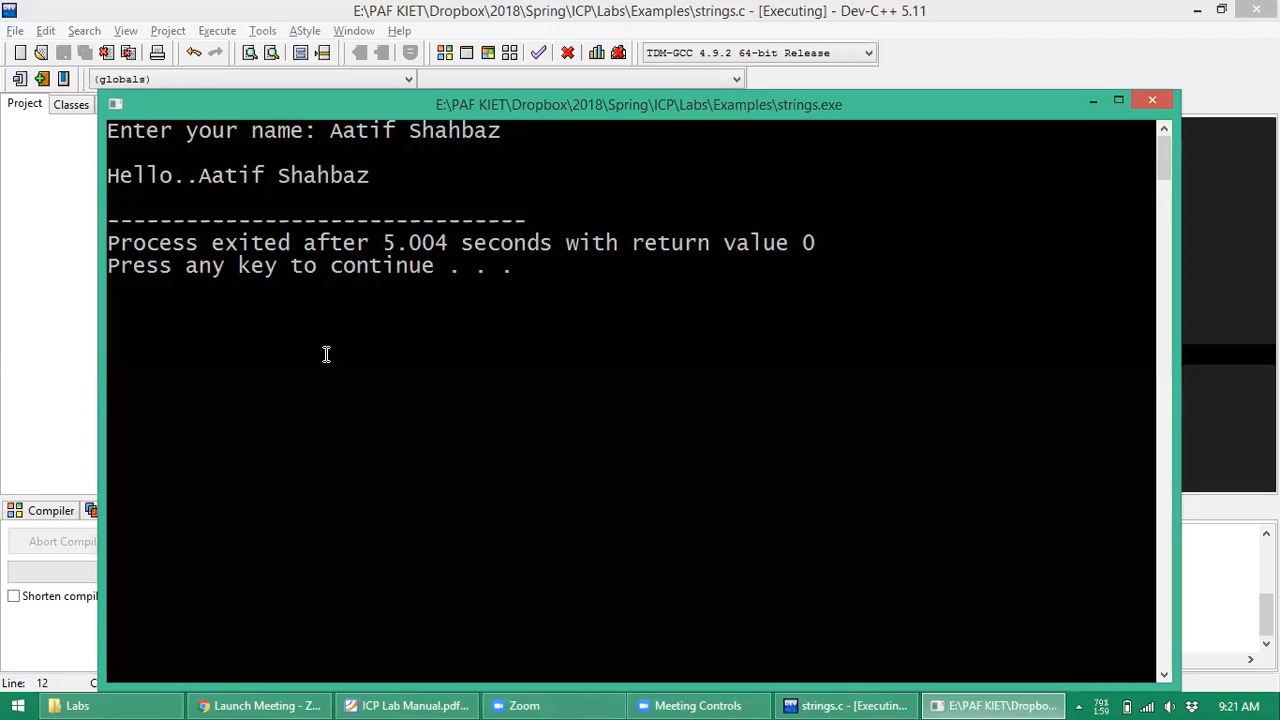 E:\PAF KIET\Dropbox\2018\Spring\ICP\Labs\Examples\strings.c - [Executing] - Dev-C++ 5.11
File Edit Search View Project Execute Tools AStyle Window Help
TDM-GCC 4.9.2 64-bit Release
(globals)
Project Classes
E:\PAF KIET\Dropbox\2018\Spring\ICP\Labs\Examples\strings.exe
Enter your name: Aatif Shahbaz
Hello..Aatif Shahbaz
--------------------------------
Process exited after 5.004 seconds with return value 0
Press any key to continue . . .
Compiler
Abort Compil
Shorten compil
Line: 12
Labs Launch Meeting - Z... ICP Lab Manual.pdf... Zoom Meeting Controls strings.c - [Executin... E:\PAF KIET\Dropbo... 79% 1:59 9:21 AM